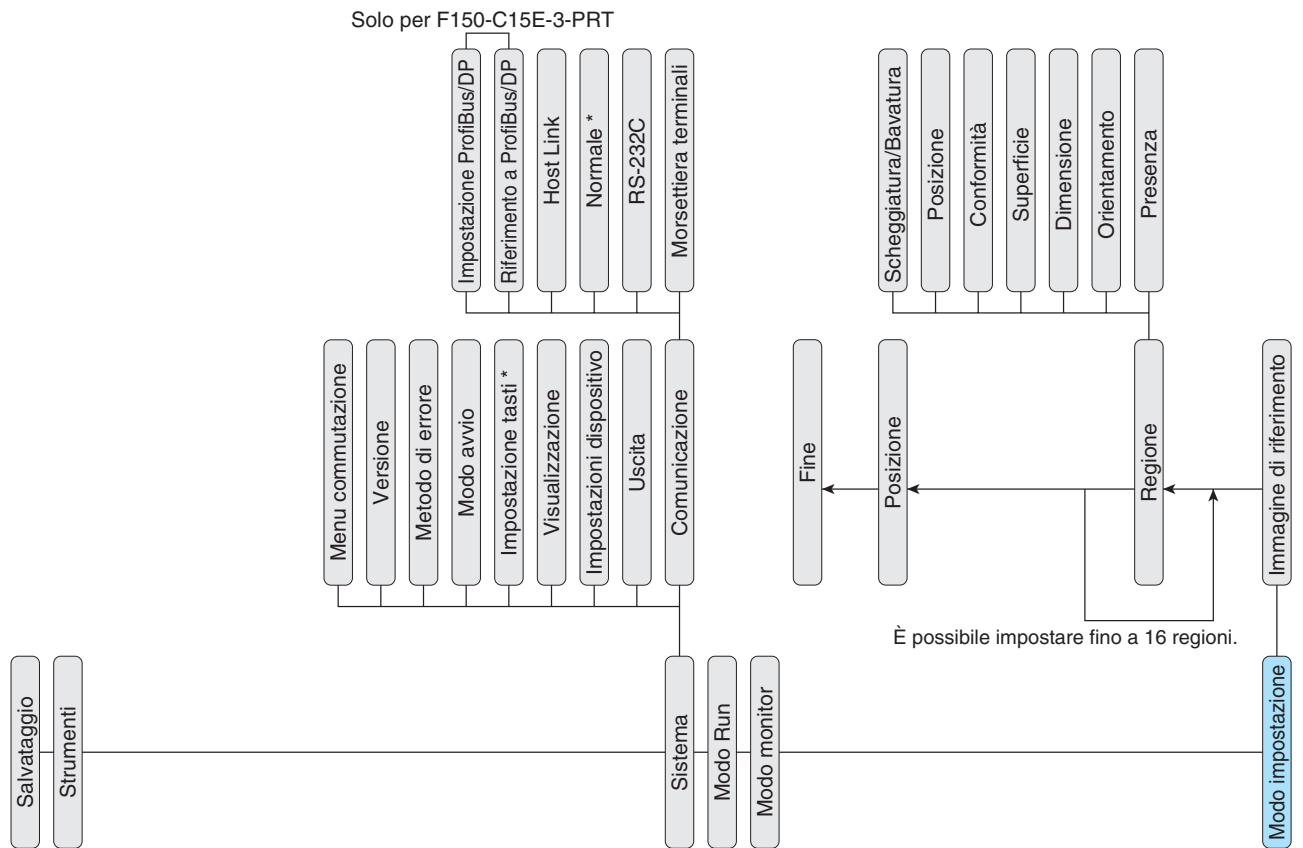 Solo per F150-C15E-3-PRT
Impostazione ProfiBus/DP
Riferimento a ProfiBus/DP
Host Link
Normale *
RS-232C
Morsettiera terminali
Scheggiatura/Bavatura
Posizione
Conformità
Superficie
Dimensione
Orientamento
Presenza
Menu commutazione
Versione
Metodo di errore
Modo avvio
Impostazione tasti *
Visualizzazione
Impostazioni dispositivo
Uscita
Comunicazione
Fine
Posizione
Regione
Immagine di riferimento
È possibile impostare fino a 16 regioni.
Salvataggio
Strumenti
Sistema
Modo Run
Modo monitor
Modo impostazione